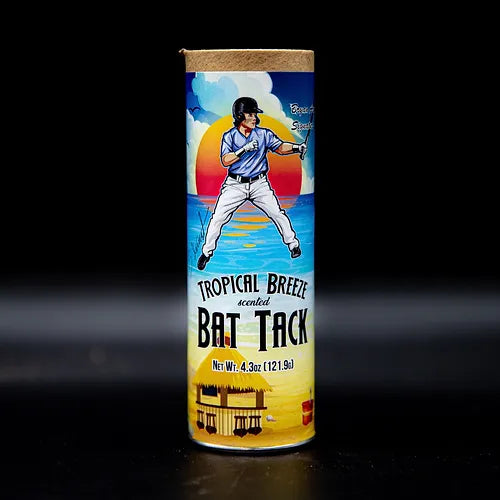 TROPICAL BREEZE
scented
BAT TACK
NET WT. 4.3oz (121.9g)